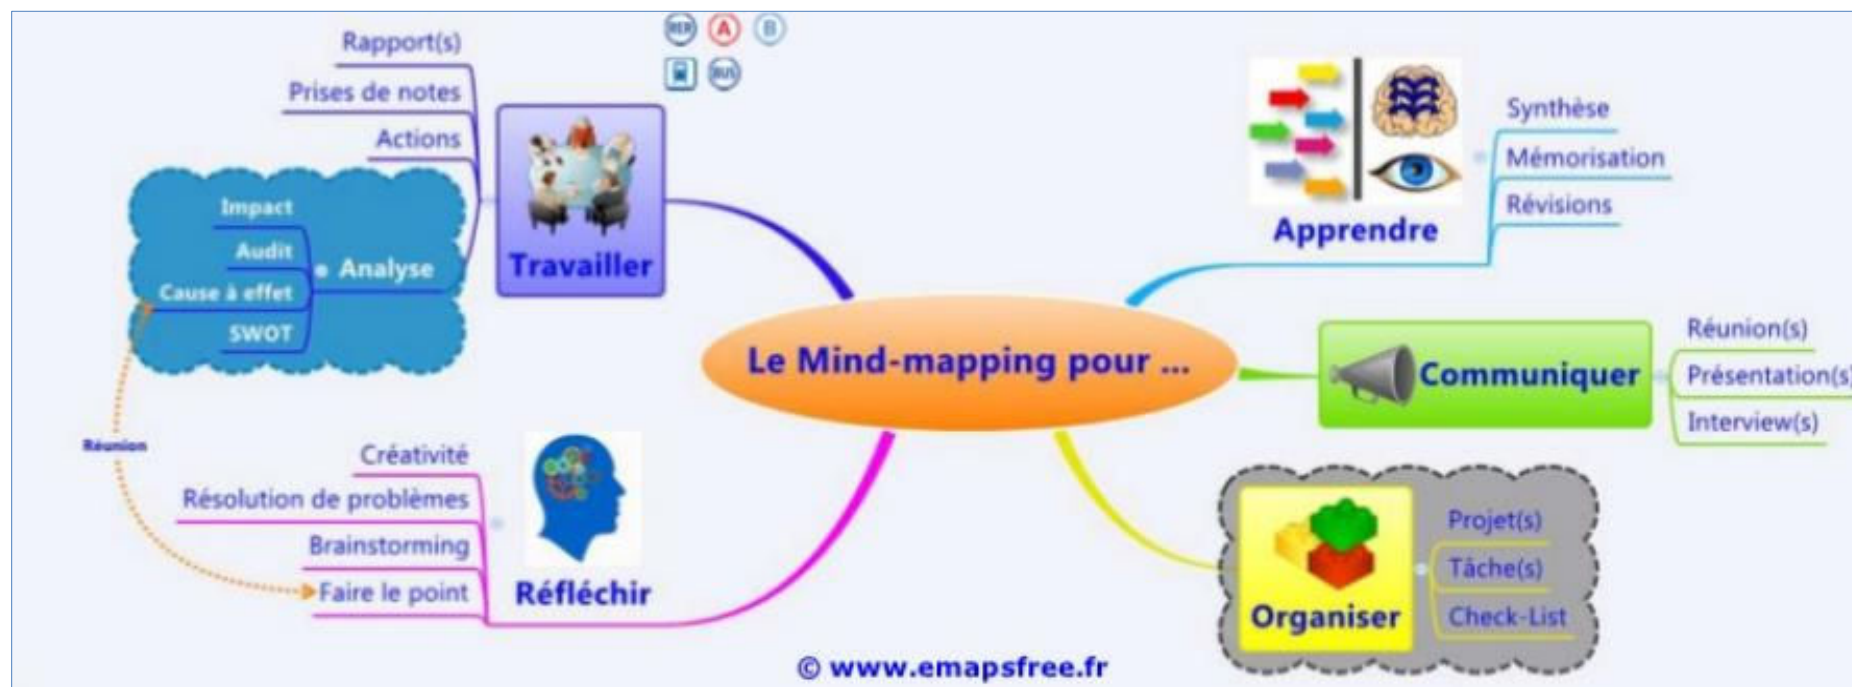 RER
A
B
BUS
Rapport(s)
Prises de notes
Actions
Impact
Audit
Cause à effet
SWOT
Analyse
Travailler
Apprendre
Synthèse
Mémorisation
Révisions
Le Mind-mapping pour ...
Communiquer
Réunion(s)
Présentation(s)
Interview(s)
Réunion
Créativité
Résolution de problèmes
Brainstorming
Faire le point
Réfléchir
Organiser
Projet(s)
Tâche(s)
Check-List
© www.emapsfree.fr